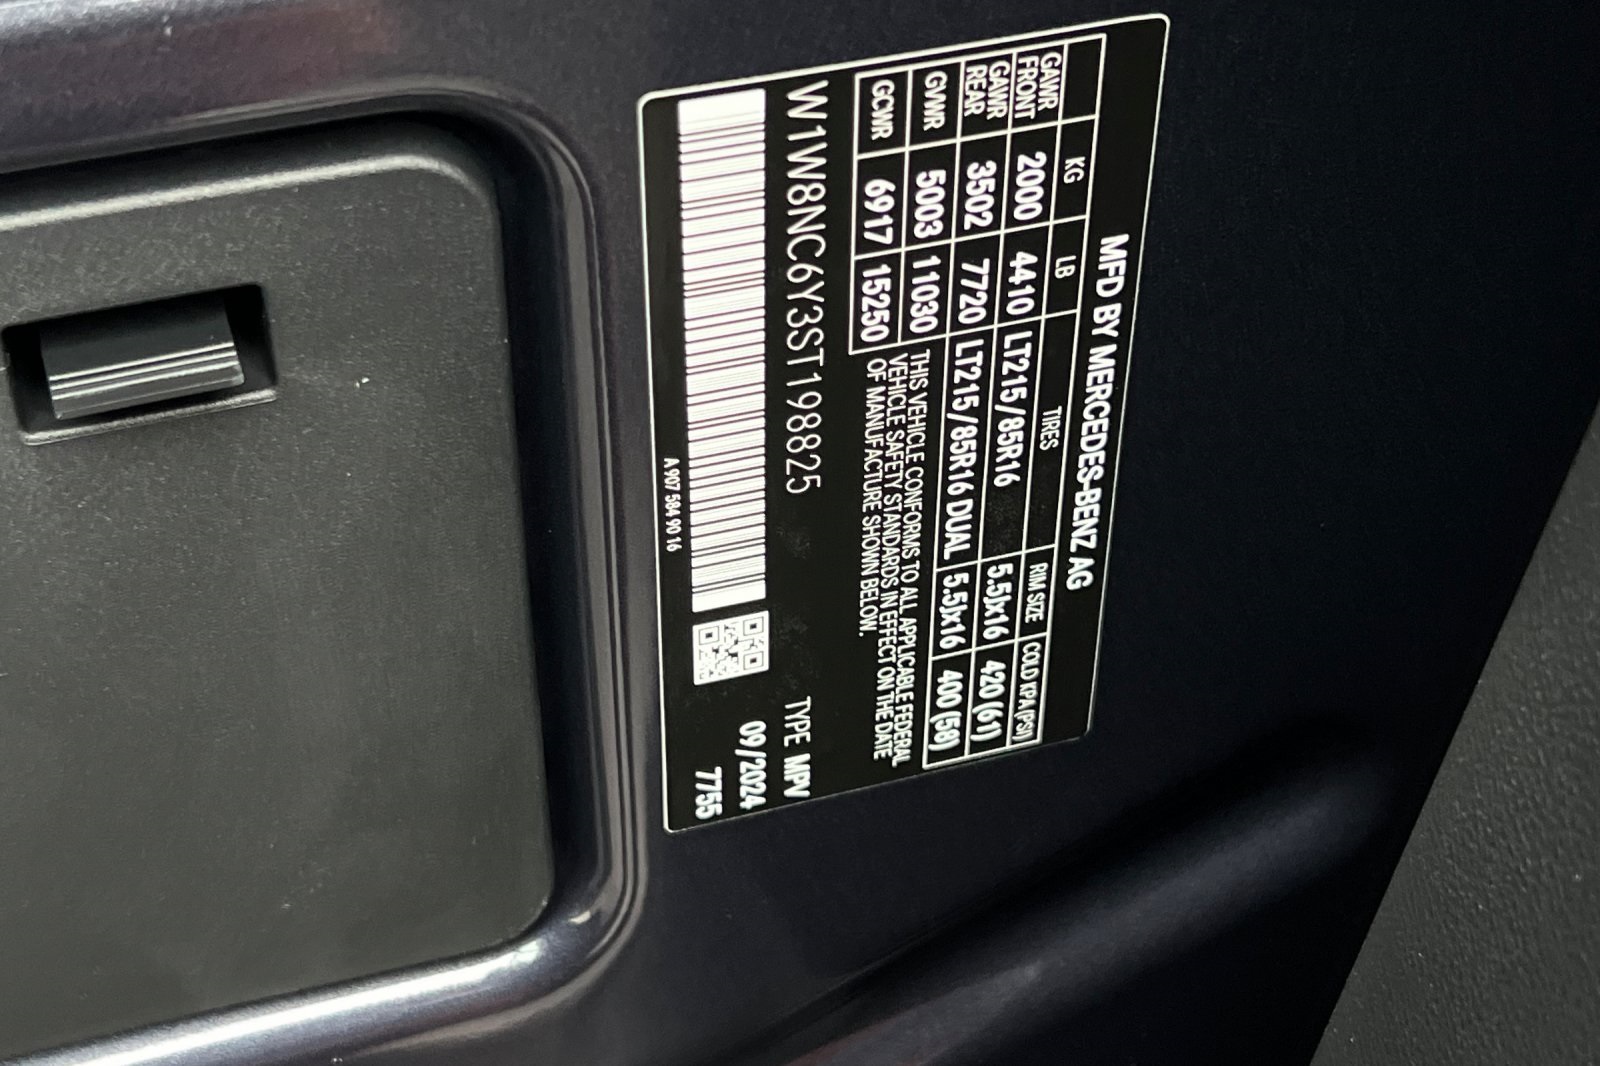 MFD BY MERCEDES-BENZ AG
KG LB TIRES RIM SIZE COLD KPA (PSI)
GAWR FRONT 2000 4410 LT215/85R16 5.5Jx16 420 (61)
GAWR REAR 3502 7720 LT215/85R16 DUAL 5.5Jx16 400 (58)
GVWR 5003 11030
GCWR 6917 15250
THIS VEHICLE CONFORMS TO ALL APPLICABLE FEDERAL
VEHICLE SAFETY STANDARDS IN EFFECT ON THE DATE
OF MANUFACTURE SHOWN BELOW.
W1W8NC6Y3ST198825
TYPE MPV
09/2024
7755
A 907 584 90 16